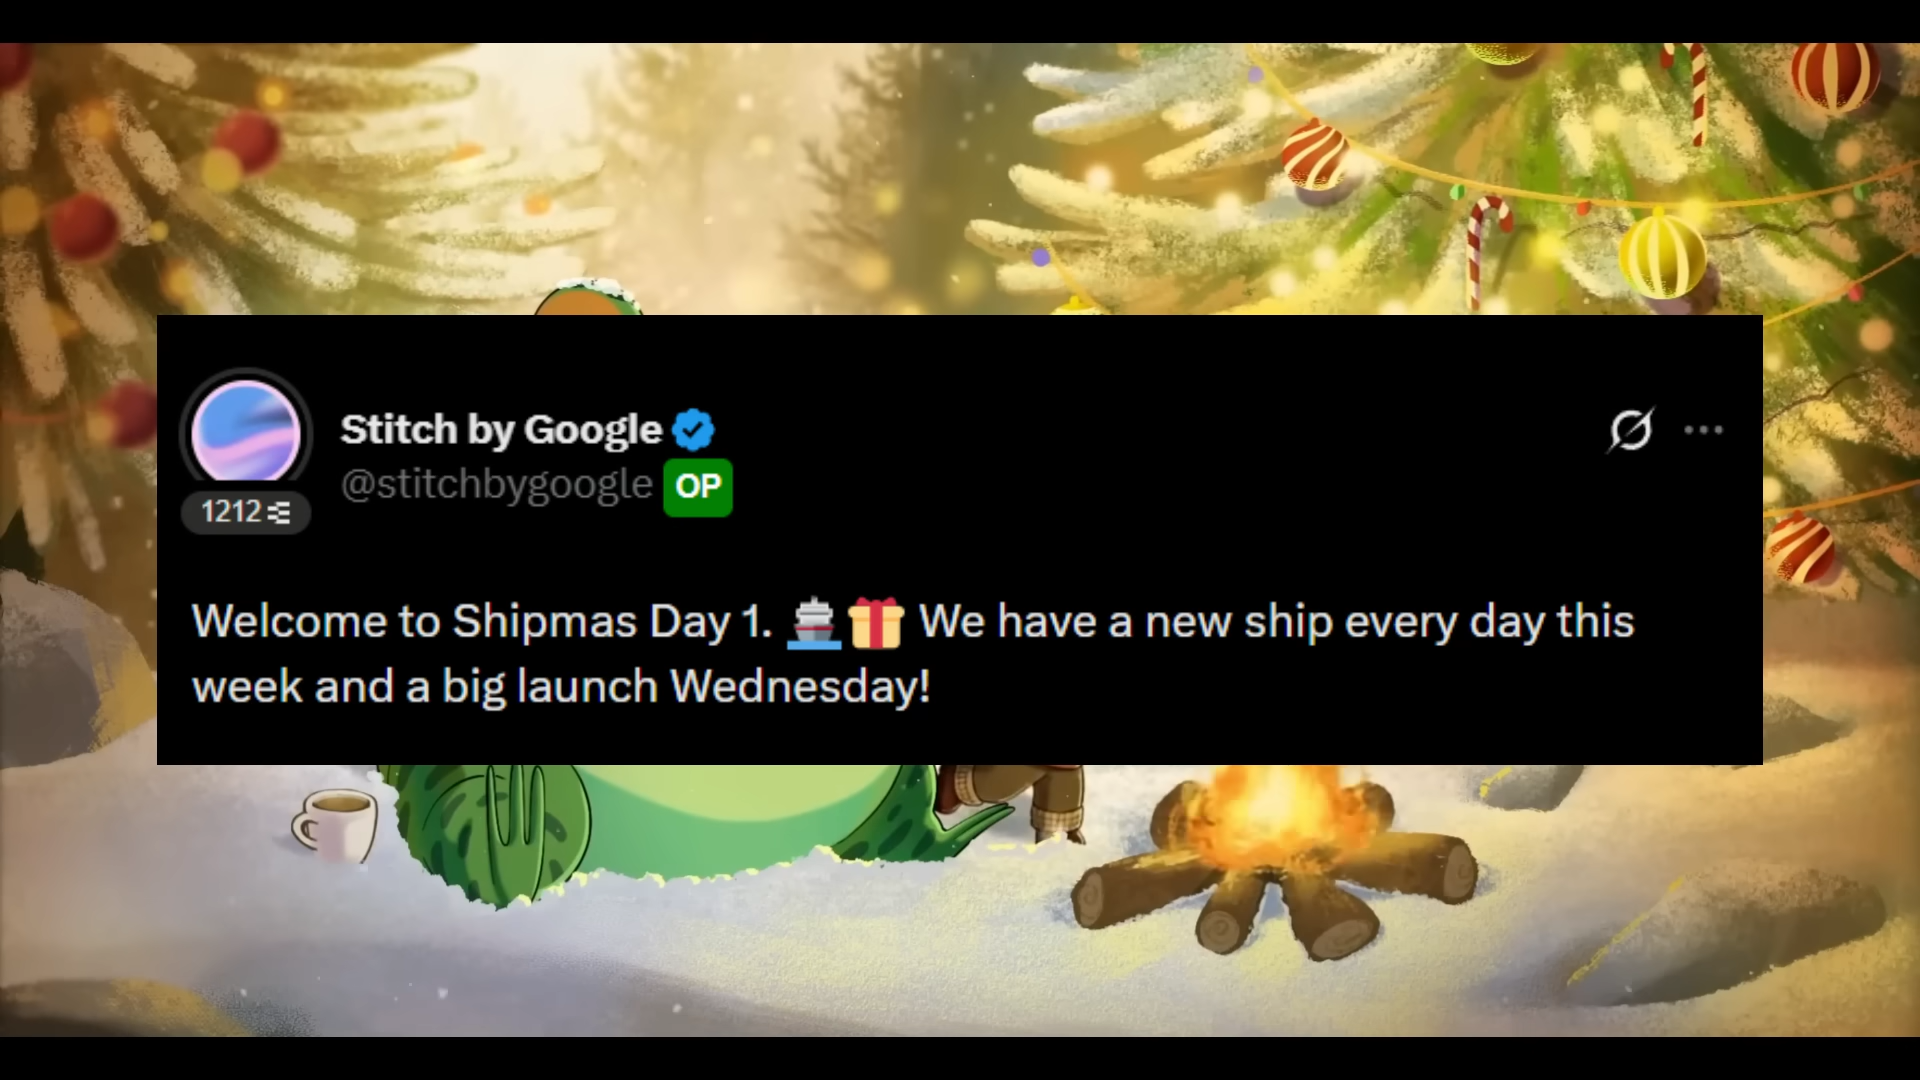 Stitch by Google
@stitchbygoogle OP
1212
Welcome to Shipmas Day 1. 🚢🎁 We have a new ship every day this
week and a big launch Wednesday!